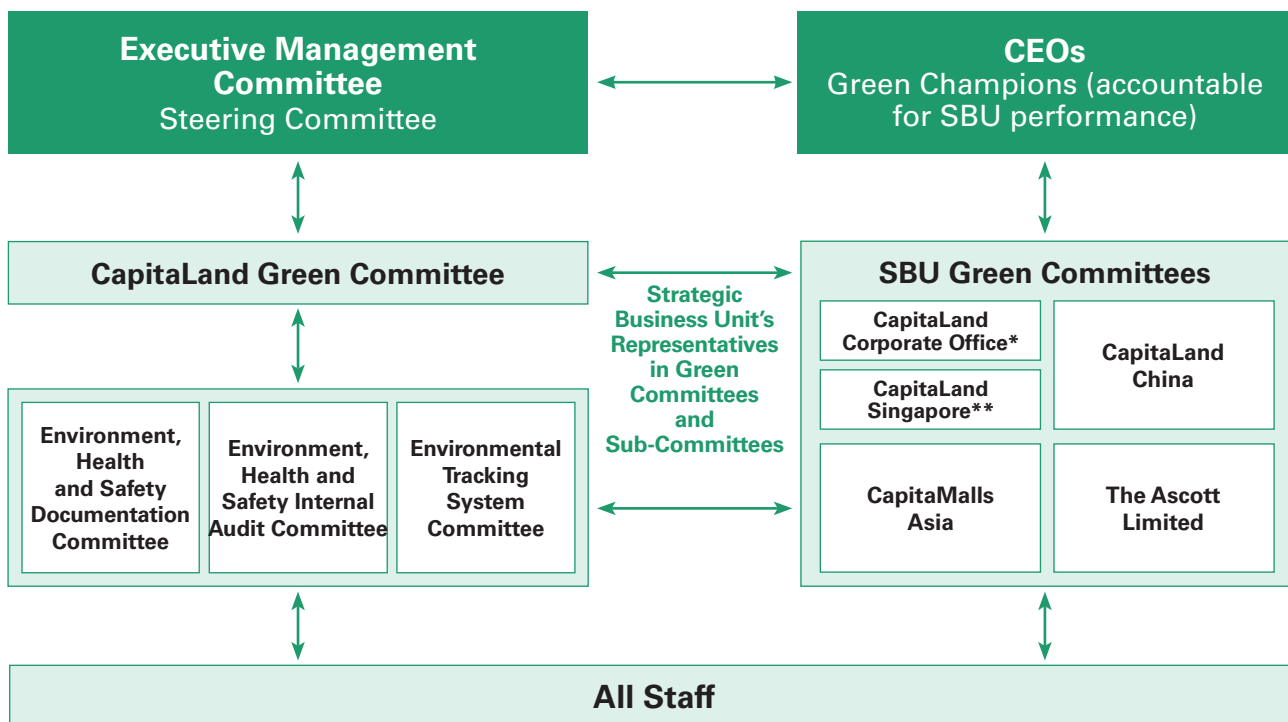 Executive Management
Committee
Steering Committee
CEOs
Green Champions (accountable
for SBU performance)
CapitaLand Green Committee
Strategic
Business Unit’s
Representatives
in Green
Committees
and
Sub-Committees
SBU Green Committees
CapitaLand
Corporate Office*
CapitaLand
Singapore**
CapitaLand
China
CapitaMalls
Asia
The Ascott
Limited
Environment,
Health
and Safety
Documentation
Committee
Environment,
Health and
Safety Internal
Audit Committee
Environmental
Tracking
System
Committee
All Staff